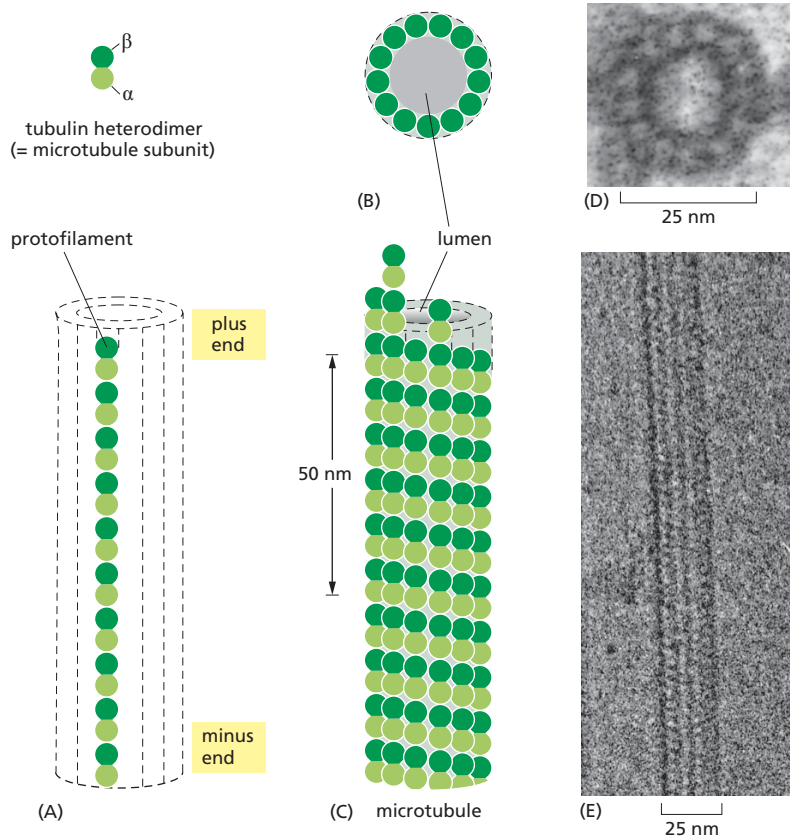 β
α
tubulin heterodimer
(= microtubule subunit)
(B)
(D)
25 nm
protofilament
lumen
plus
end
50 nm
minus
end
(A)
(C)
microtubule
(E)
25 nm